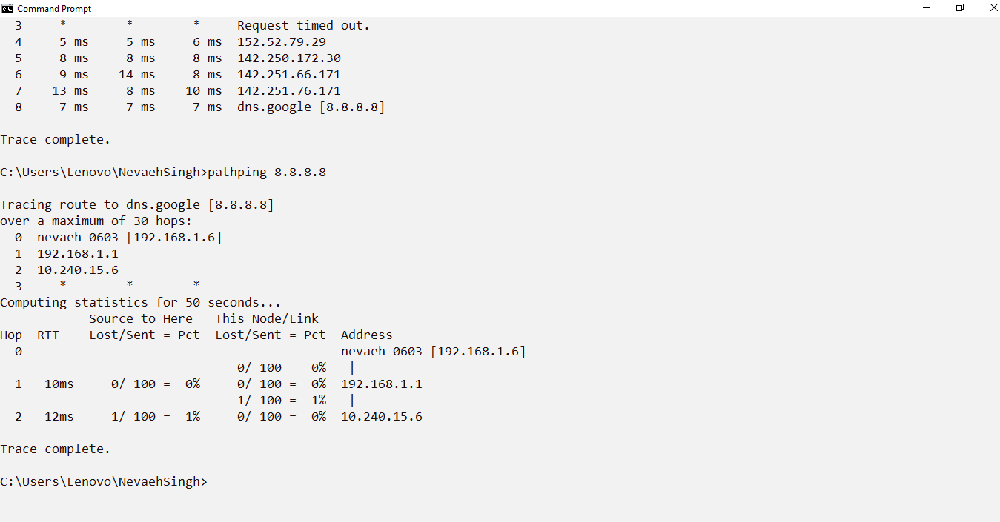 Command Prompt
  3     *        *        *     Request timed out.
  4     5 ms     5 ms     6 ms  152.52.79.29
  5     8 ms     8 ms     8 ms  142.250.172.30
  6     9 ms    14 ms     8 ms  142.251.66.171
  7    13 ms     8 ms    10 ms  142.251.76.171
  8     7 ms     7 ms     7 ms  dns.google [8.8.8.8]

Trace complete.

C:\Users\Lenovo\NevaehSingh>pathping 8.8.8.8

Tracing route to dns.google [8.8.8.8]
over a maximum of 30 hops:
  0  nevaeh-0603 [192.168.1.6]
  1  192.168.1.1
  2  10.240.15.6
  3     *        *        *
Computing statistics for 50 seconds...
            Source to Here   This Node/Link
Hop  RTT    Lost/Sent = Pct  Lost/Sent = Pct  Address
  0                                           nevaeh-0603 [192.168.1.6]
                                0/ 100 =  0%   |
  1   10ms     0/ 100 =  0%     0/ 100 =  0%  192.168.1.1
                                1/ 100 =  1%   |
  2   12ms     1/ 100 =  1%     0/ 100 =  0%  10.240.15.6

Trace complete.

C:\Users\Lenovo\NevaehSingh>